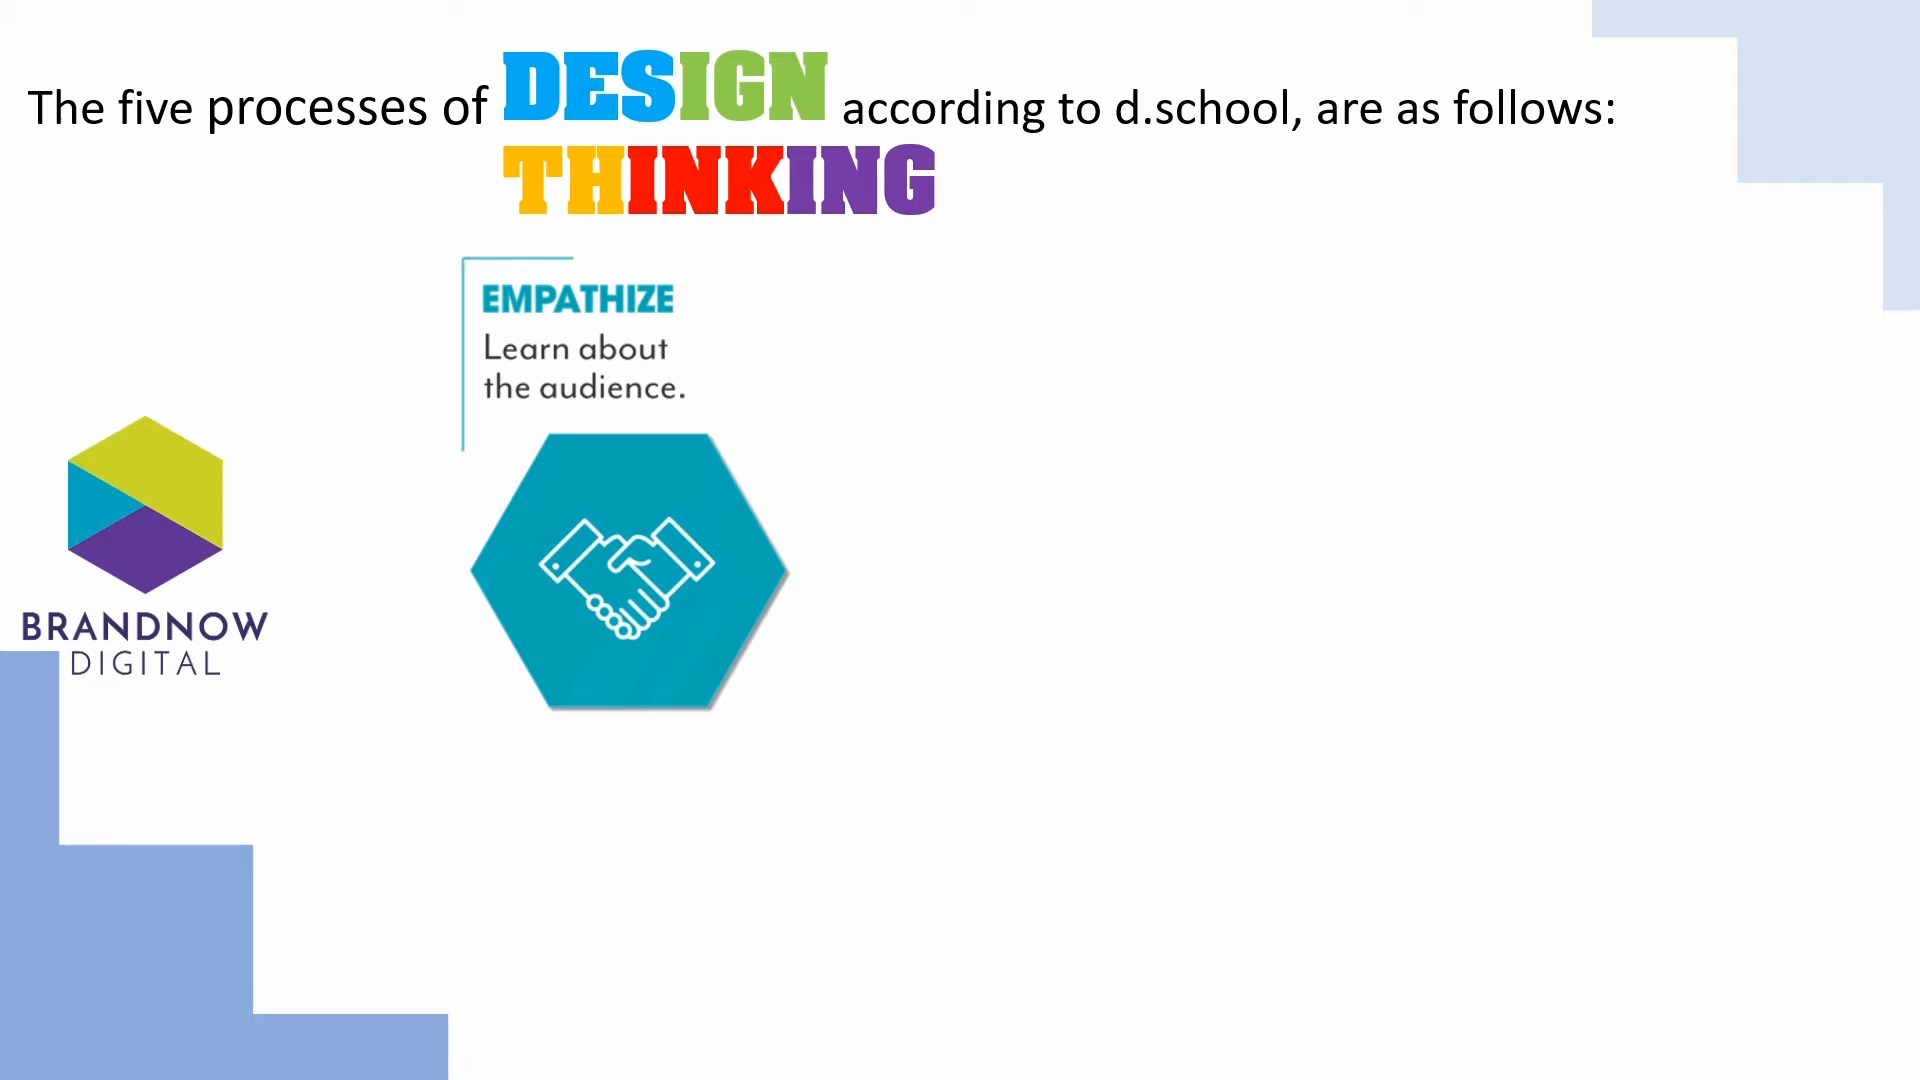 The five processes of DESIGN according to d.school, are as follows:
THINKING
EMPATHIZE
Learn about
the audience.
BRANDNOW
DIGITAL